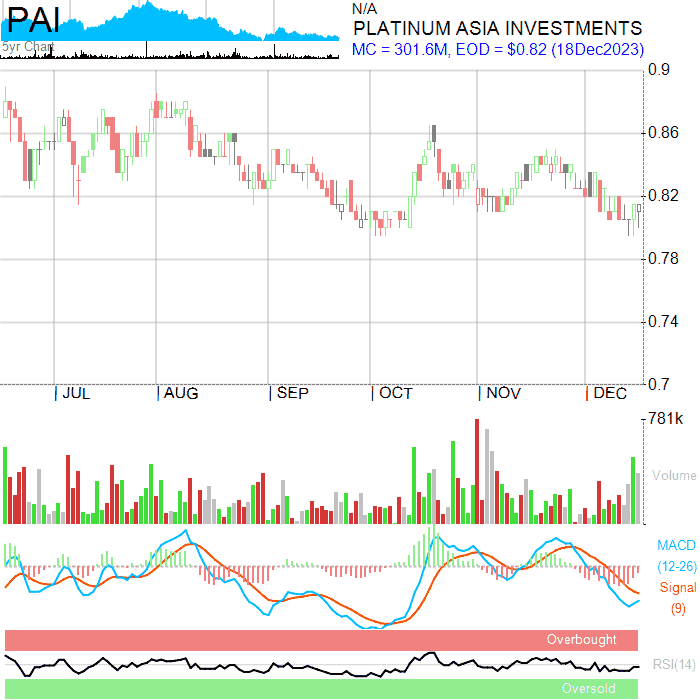 PAI
5yr Chart
N/A
PLATINUM ASIA INVESTMENTS
MC = 301.6M, EOD = $0.82 (18Dec2023)
0.9
0.86
0.82
0.78
0.74
0.7
JUL AUG SEP OCT NOV DEC
781k
Volume
MACD
(12-26)
Signal
(9)
Overbought
RSI(14)
Oversold